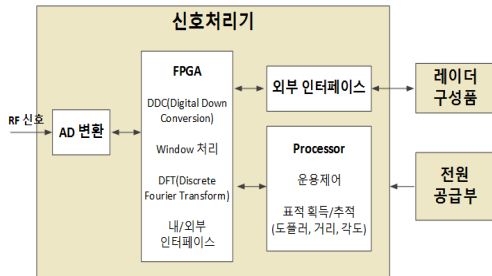 신호처리기
RF 신호
AD 변환
FPGA
DDC(Digital Down
Conversion)
Window 처리
DFT(Discrete
Fourier Transform)
내/외부
인터페이스
외부 인터페이스
Processor
운용제어
표적 획득/추적
(도플러, 거리, 각도)
레이더
구성품
전원
공급부